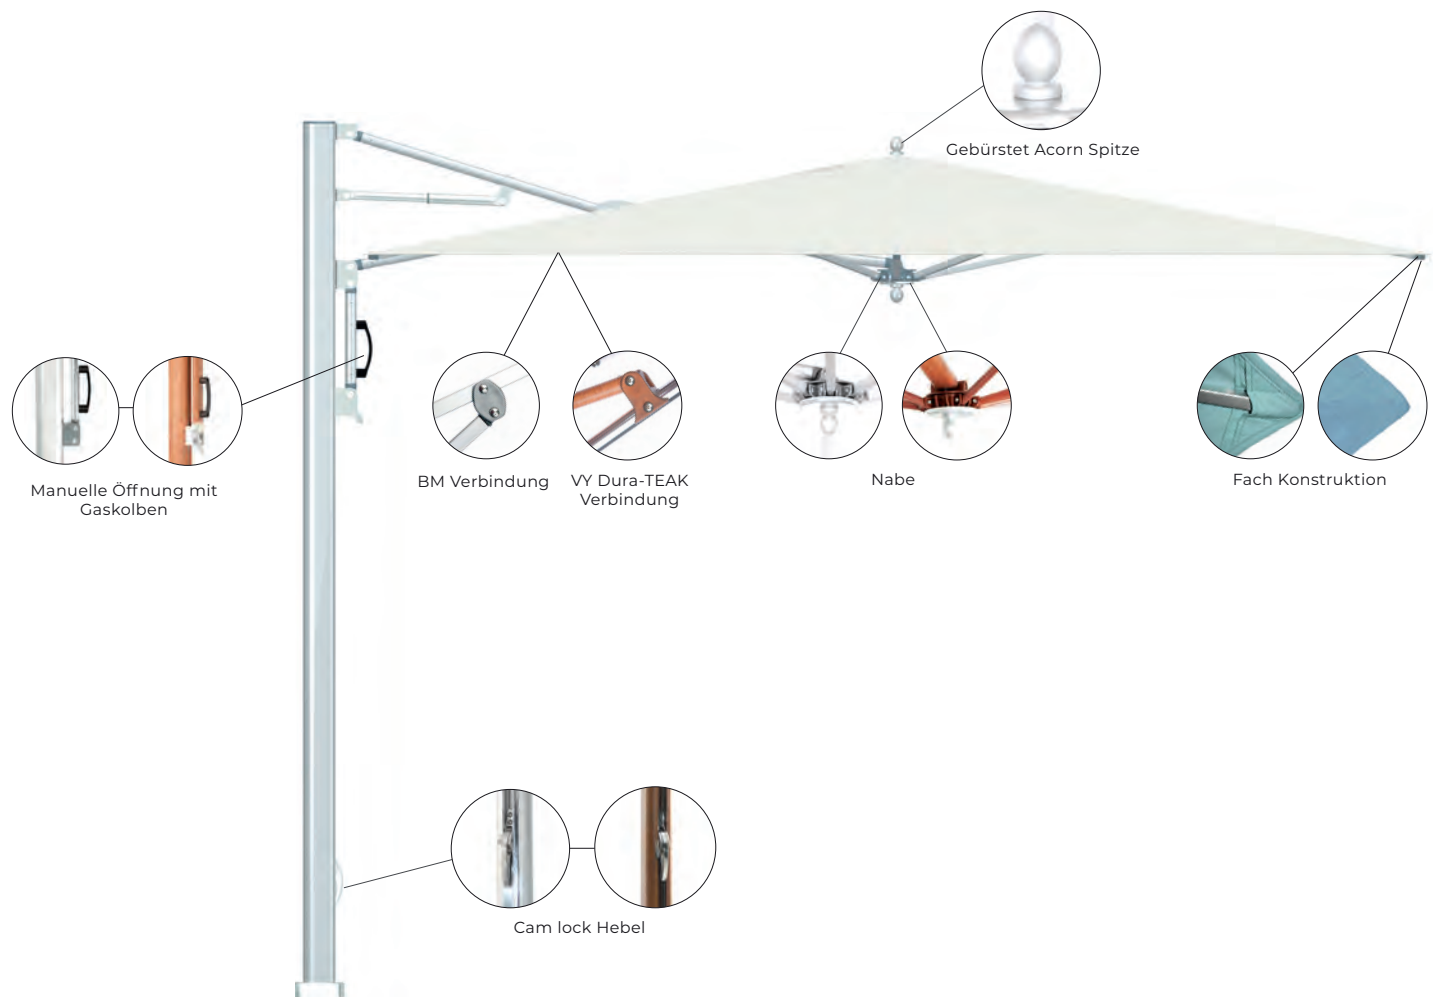 Gebürstet Acorn Spitze
Manuelle Öffnung mit
Gaskolben
BM Verbindung
VY Dura-TEAK
Verbindung
Nabe
Fach Konstruktion
Cam lock Hebel